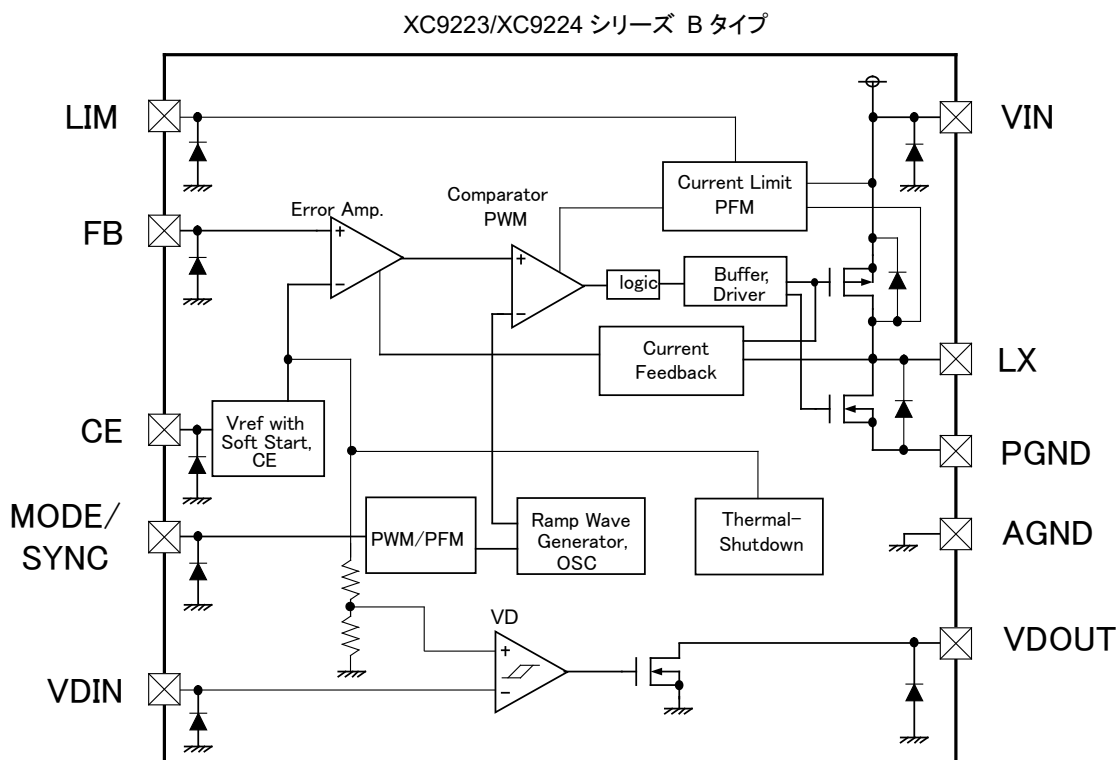 XC9223/XC9224 シリーズ B タイプ
LIM
VIN
Current Limit
PFM
Comparator
PWM
Error Amp.
FB
+
-
+
-
logic
Buffer,
Driver
Current
Feedback
LX
CE
Vref with
Soft Start,
CE
PGND
MODE/
SYNC
PWM/PFM
Ramp Wave
Generator,
OSC
Thermal-
Shutdown
AGND
VD
+
-
VDOUT
VDIN